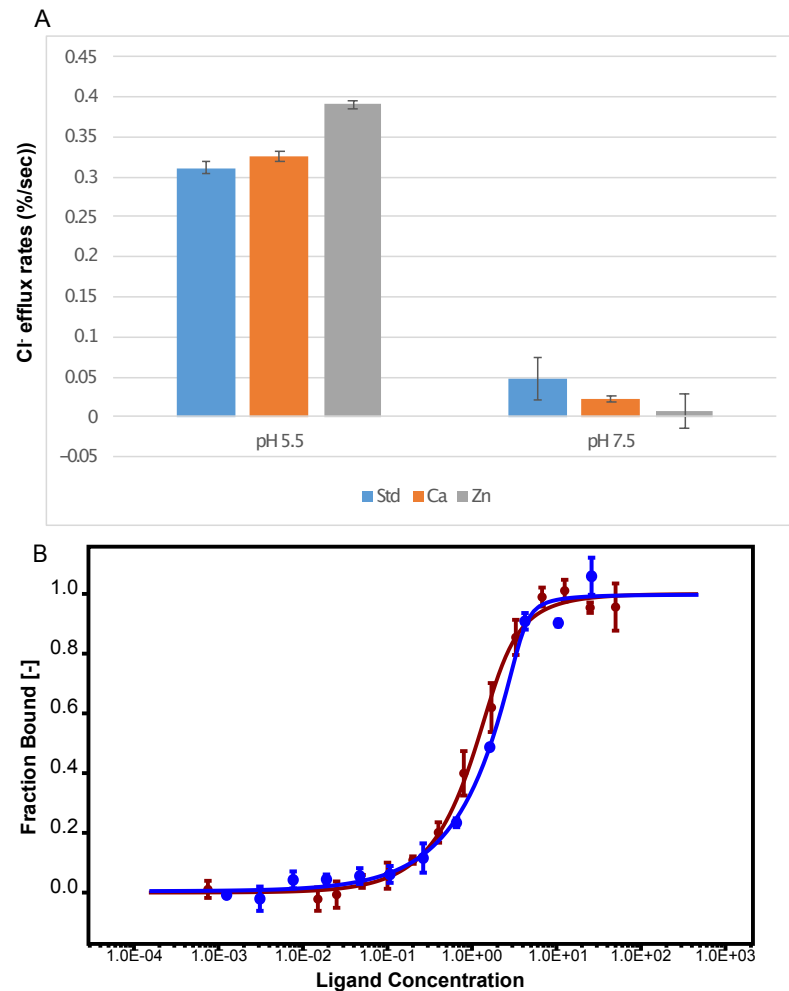 A
Cl- efflux rates (%/sec))
0.45
0.4
0.35
0.3
0.25
0.2
0.15
0.1
0.05
0
−0.05
pH 5.5 pH 7.5
Std Ca Zn
B
Fraction Bound [-]
1.0
0.8
0.6
0.4
0.2
0.0
1.0E-04 1.0E-03 1.0E-02 1.0E-01 1.0E+00 1.0E+01 1.0E+02 1.0E+03
Ligand Concentration